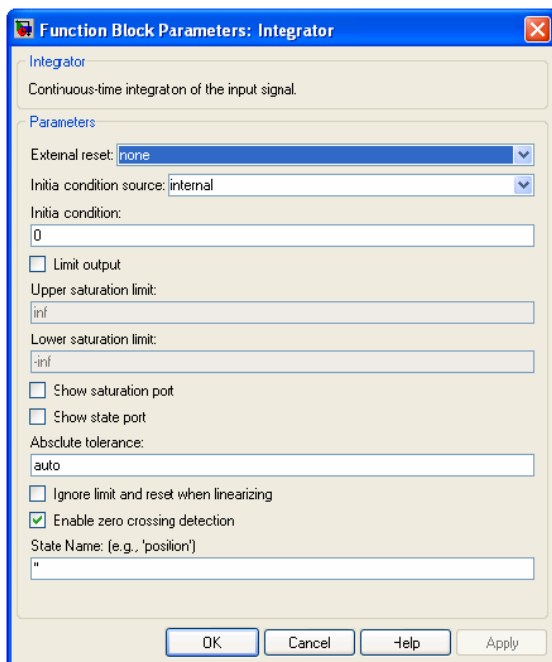 Function Block Parameters: Integrator
Integrator
Continuous-time integraton of the input signal.
Parameters
External reset: none
Initia condition source: internal
Initia condition:
0
Limit output
Upper saturation limit:
inf
Lower saturation limit:
-inf
Show saturation port
Show state port
Absolute tolerance:
auto
Ignore limit and reset when linearizing
Enable zero crossing detection
State Name: (e.g., 'position')
''
OK Cancel Help Apply